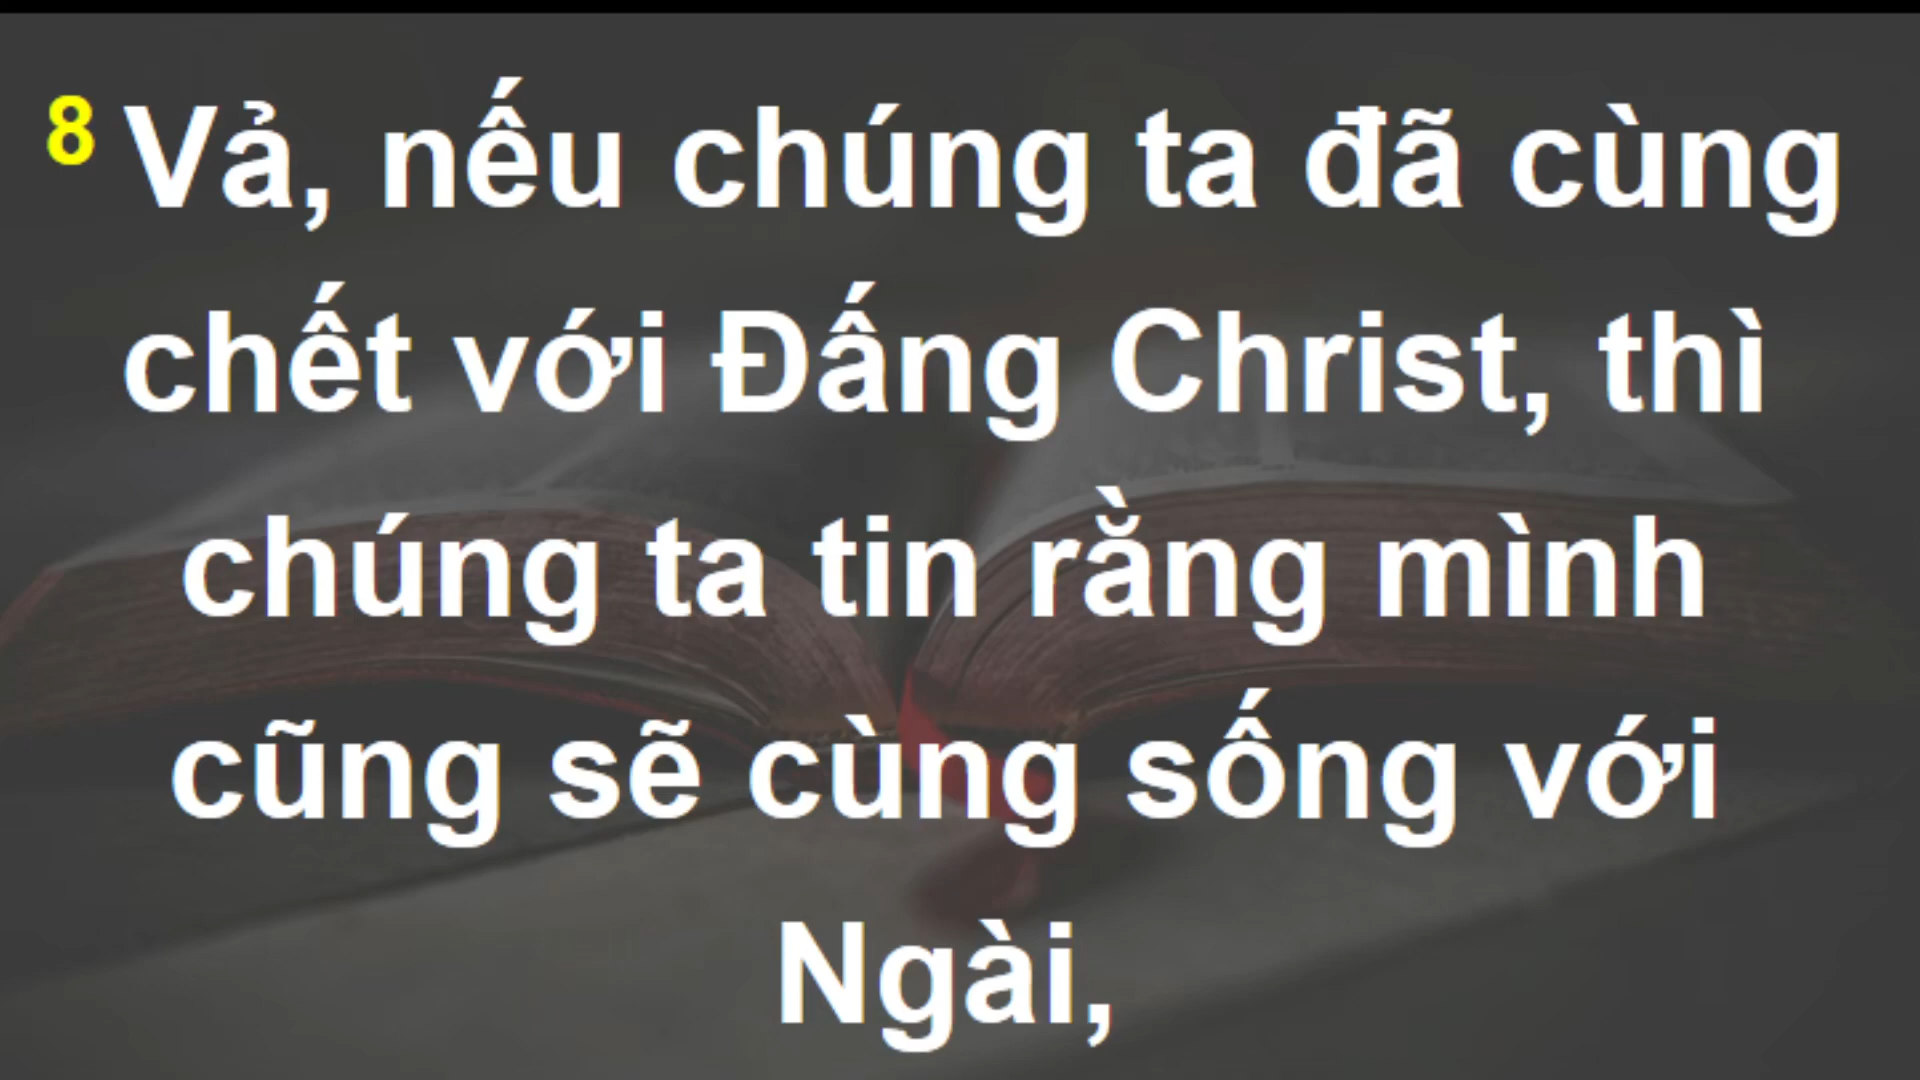 8 Vả, nếu chúng ta đã cùng
chết với Đấng Christ, thì
chúng ta tin rằng mình
cũng sẽ cùng sống với
Ngài,